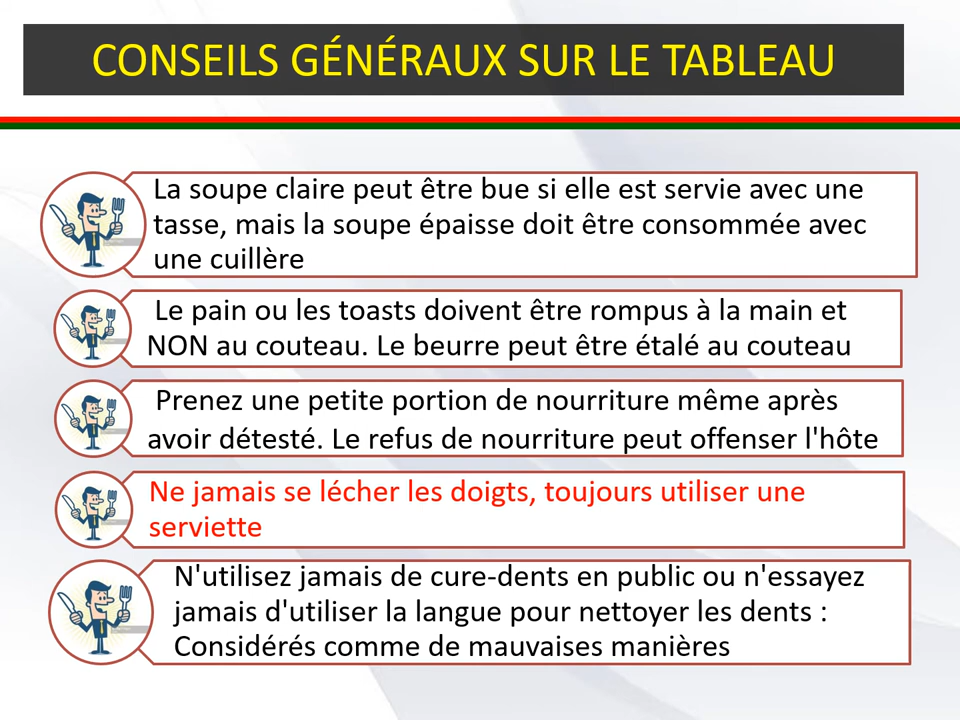 CONSEILS GÉNÉRAUX SUR LE TABLEAU
La soupe claire peut être bue si elle est servie avec une
tasse, mais la soupe épaisse doit être consommée avec
une cuillère
Le pain ou les toasts doivent être rompus à la main et
NON au couteau. Le beurre peut être étalé au couteau
Prenez une petite portion de nourriture même après
avoir détesté. Le refus de nourriture peut offenser l'hôte
Ne jamais se lécher les doigts, toujours utiliser une
serviette
N'utilisez jamais de cure-dents en public ou n'essayez
jamais d'utiliser la langue pour nettoyer les dents :
Considérés comme de mauvaises manières